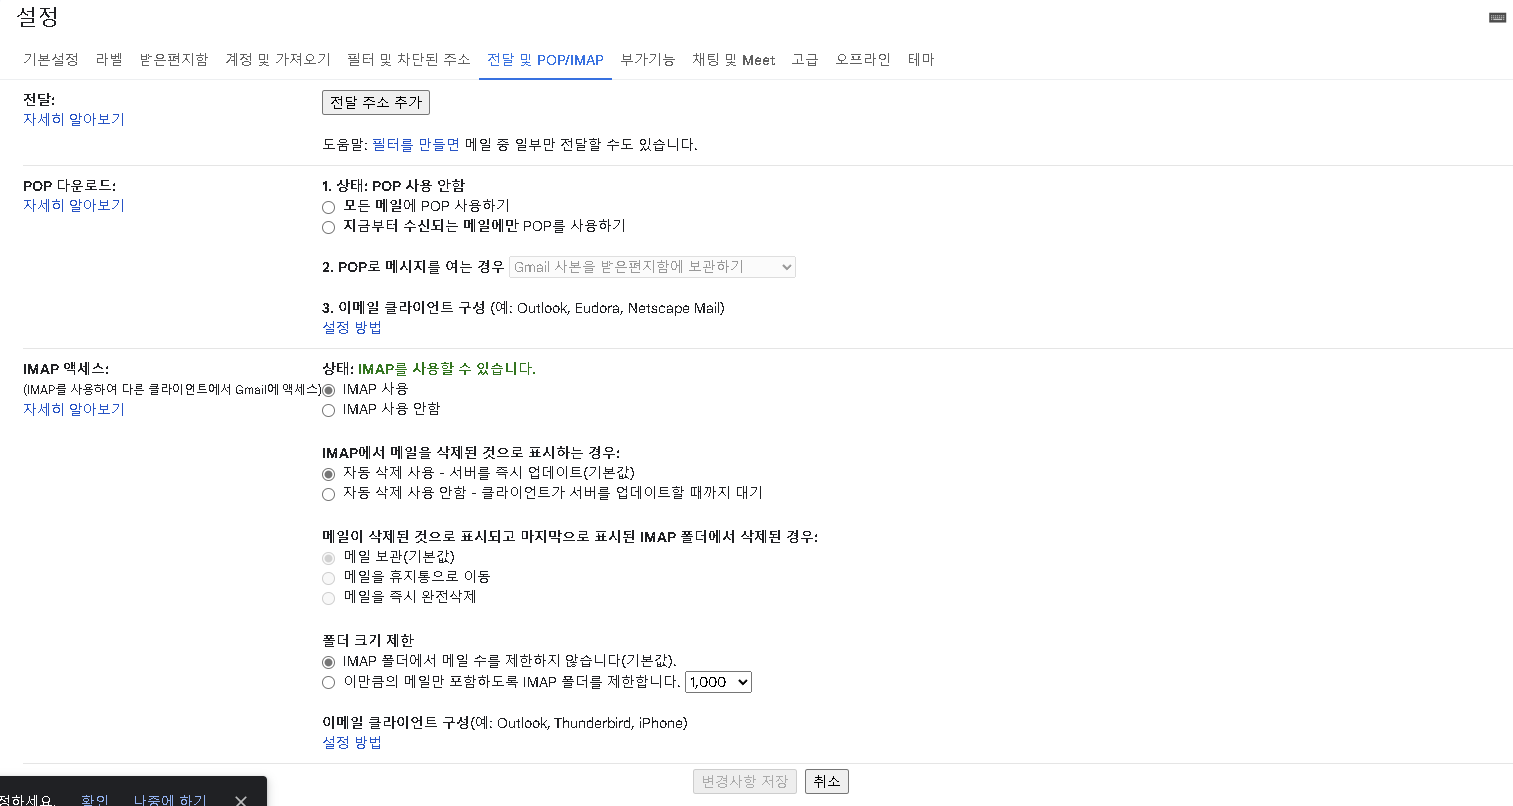 설정
기본설정 라벨 받은편지함 계정 및 가져오기 필터 및 차단된 주소 전달 및 POP/IMAP 부가기능 채팅 및 Meet 고급 오프라인 테마
전달:
자세히 알아보기
전달 주소 추가
도움말: 필터를 만들면 메일 중 일부만 전달할 수도 있습니다.
POP 다운로드:
자세히 알아보기
1. 상태: POP 사용 안함
모든 메일에 POP 사용하기
지금부터 수신되는 메일에만 POP를 사용하기
2. POP로 메시지를 여는 경우 Gmail 사본을 받은편지함에 보관하기
3. 이메일 클라이언트 구성 (예: Outlook, Eudora, Netscape Mail)
설정 방법
IMAP 액세스:
(IMAP를 사용하여 다른 클라이언트에서 Gmail에 액세스)
자세히 알아보기
상태: IMAP를 사용할 수 있습니다.
IMAP 사용
IMAP 사용 안함
IMAP에서 메일을 삭제된 것으로 표시하는 경우:
자동 삭제 사용 - 서버를 즉시 업데이트(기본값)
자동 삭제 사용 안함 - 클라이언트가 서버를 업데이트할 때까지 대기
메일이 삭제된 것으로 표시되고 마지막으로 표시된 IMAP 폴더에서 삭제된 경우:
메일 보관(기본값)
메일을 휴지통으로 이동
메일을 즉시 완전삭제
폴더 크기 제한
IMAP 폴더에서 메일 수를 제한하지 않습니다(기본값).
이만큼의 메일만 포함하도록 IMAP 폴더를 제한합니다. 1,000
이메일 클라이언트 구성(예: Outlook, Thunderbird, iPhone)
설정 방법
변경사항 저장 취소
정하세요. 확인 나중에 하기